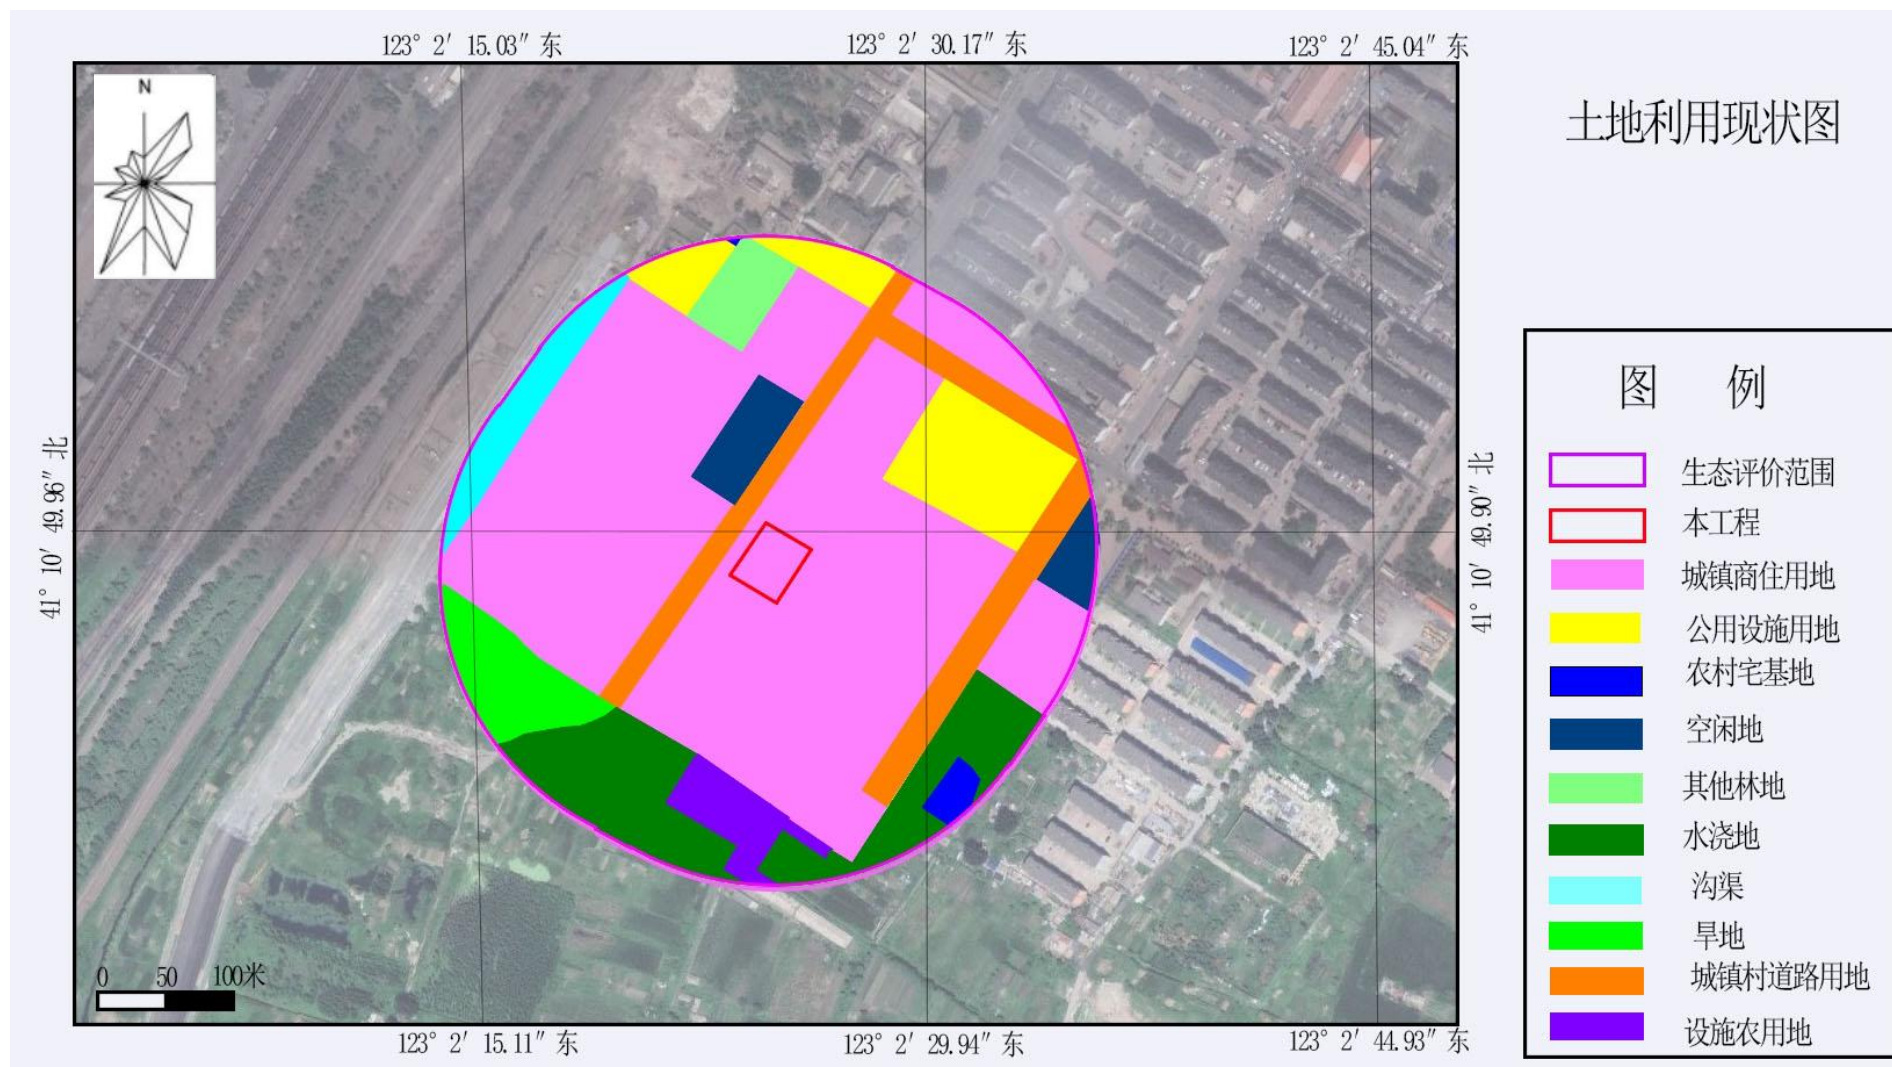 123° 2′ 15.03″ 东
123° 2′ 30.17″ 东
123° 2′ 45.04″ 东
N
土地利用现状图
41° 10′ 49.96″ 北
41° 10′ 49.90″ 北
图 例
生态评价范围
本工程
城镇商住用地
公用设施用地
农村宅基地
空闲地
其他林地
水浇地
沟渠
旱地
城镇村道路用地
设施农用地
0 50 100米
123° 2′ 15.11″ 东
123° 2′ 29.94″ 东
123° 2′ 44.93″ 东